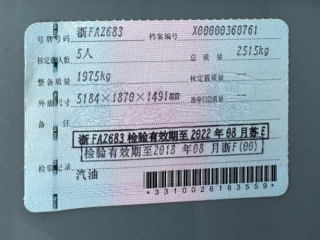 号牌号码 浙FAZ683 档案编号 X00000360761
核定载人数 5人 总质量 2515kg
整备质量 1975kg 核定载质量 --
外廓尺寸 5184×1870×1491mm 准牵引总质量 --
备注
浙FAZ683 检验有效期至2022年08月苏E
检验有效期至2018年08月浙F(00)
检验记录 汽油
*3310026163559*